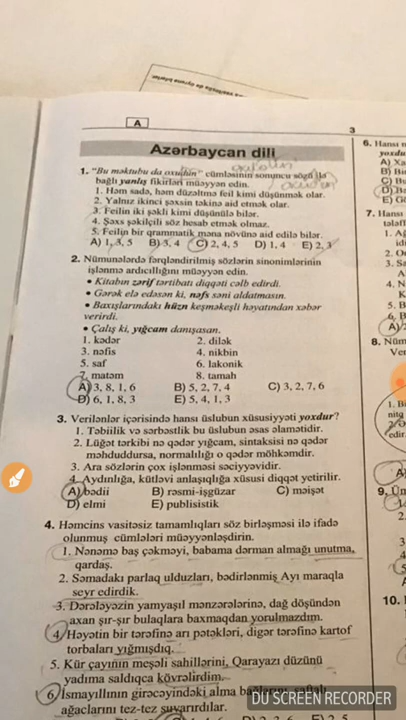 A
3
Azərbaycan dili
1. "Bu məktubu da oxudun" cümləsinin sonuncu sözü ilə
bağlı yanlış fikirləri müəyyən edin.
1. Həm sadə, həm düzəltmə feil kimi düşünmək olar.
2. Yalnız ikinci şəxsin təkinə aid etmək olar.
3. Feilin iki şəkli kimi düşünülə bilər.
4. Şəxs şəkilçili söz hesab etmək olmaz.
5. Feilin bir qrammatik məna növünə aid edilə bilər.
A) 1, 3, 5 B) 3, 4 C) 2, 4, 5 D) 1, 4 E) 2, 3
2. Nümunələrdə fərqləndirilmiş sözlərin sinonimlərinin
işlənmə ardıcıllığını müəyyən edin.
• Kitabın zərif tərtibatı diqqəti cəlb edirdi.
• Gərək elə edəsən ki, nəfs səni aldatmasın.
• Baxışlarındakı hüzn keşməkeşli həyatından xəbər
verirdi.
• Çalış ki, yığcam danışasan.
1. kədər 2. dilək
3. nəfis 4. nikbin
5. saf 6. lakonik
7. matəm 8. tamah
A) 3, 8, 1, 6 B) 5, 2, 7, 4 C) 3, 2, 7, 6
D) 6, 1, 8, 3 E) 5, 4, 1, 3
3. Verilənlər içərisində hansı üslubun xüsusiyyəti yoxdur?
1. Təbiilik və sərbəstlik bu üslubun əsas əlamətidir.
2. Lüğət tərkibi nə qədər yığcam, sintaksisi nə qədər
məhduddursa, normalılığı o qədər möhkəmdir.
3. Ara sözlərin çox işlənməsi səciyyəvidir.
4. Aydınlığa, kütləvi anlaşıqlığa xüsusi diqqət yetirilir.
A) bədii B) rəsmi-işgüzar C) məişət
D) elmi E) publisistik
4. Həmcins vasitəsiz tamamlıqları söz birləşməsi ilə ifadə
olunmuş cümlələri müəyyənləşdirin.
1. Nənəmə baş çəkməyi, babama dərman almağı unutma,
qardaş.
2. Səmadakı parlaq ulduzları, bədirlənmiş Ayı maraqla
seyr edirdik.
3. Dərələyəzin yamyaşıl mənzərələrinə, dağ döşündən
axan şır-şır bulaqlara baxmaqdan yorulmazdım.
4. Həyətin bir tərəfinə arı pətəkləri, digər tərəfinə kartof
torbaları yığmışdıq.
5. Kür çayının meşəli sahillərini, Qarayazı düzünü
yadıma saldıqca kövrəlirdim.
6. İsmayıllının girəcəyindəki alma bağlarını, şaftalı
ağaclarını tez-tez suvarırdılar.
6. Hansı
7. Hansı
8. Nüm
10.
DU SCREEN RECORDER